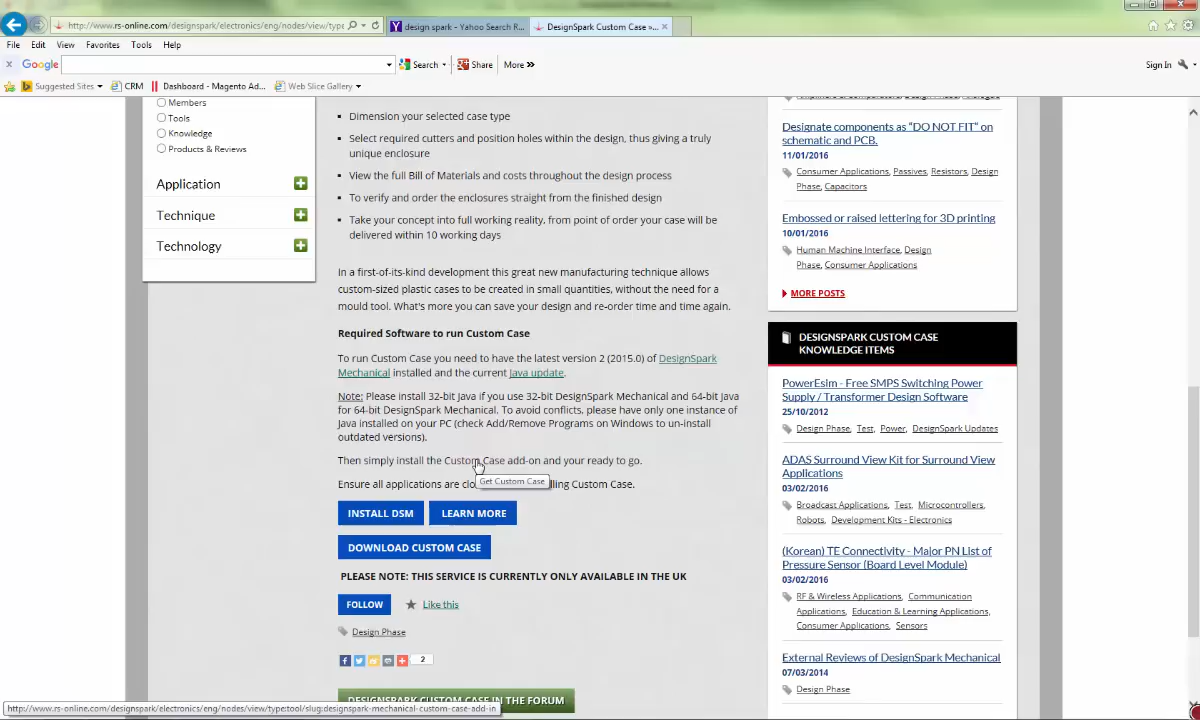 http://www.rs-online.com/designspark/electronics/eng/nodes/view/type
design spark - Yahoo Search R...
DesignSpark Custom Case »...
File Edit View Favorites Tools Help
Google
Search
Share
More »
Sign In
Suggested Sites
CRM
Dashboard - Magento Ad...
Web Slice Gallery
Members
Tools
Knowledge
Products & Reviews
Application
Technique
Technology
Dimension your selected case type
Select required cutters and position holes within the design, thus giving a truly
unique enclosure
View the full Bill of Materials and costs throughout the design process
To verify and order the enclosures straight from the finished design
Take your concept into full working reality, from point of order your case will be
delivered within 10 working days
In a first-of-its-kind development this great new manufacturing technique allows
custom-sized plastic cases to be created in small quantities, without the need for a
mould tool. What's more you can save your design and re-order time and time again.
Required Software to run Custom Case
To run Custom Case you need to have the latest version 2 (2015.0) of DesignSpark
Mechanical installed and the current Java update.
Note: Please install 32-bit Java if you use 32-bit DesignSpark Mechanical and 64-bit Java
for 64-bit DesignSpark Mechanical. To avoid conflicts, please have only one instance of
Java installed on your PC (check Add/Remove Programs on Windows to un-install
outdated versions).
Then simply install the Custom Case add-on and your ready to go.
Get Custom Case
Ensure all applications are clo lling Custom Case.
INSTALL DSM
LEARN MORE
DOWNLOAD CUSTOM CASE
PLEASE NOTE: THIS SERVICE IS CURRENTLY ONLY AVAILABLE IN THE UK
FOLLOW
Like this
Design Phase
2
DESIGNSPARK CUSTOM CASE IN THE FORUM
http://www.rs-online.com/designspark/electronics/eng/nodes/view/type:tool/slug:designspark-mechanical-custom-case-add-in
Designate components as “DO NOT FIT” on
schematic and PCB.
11/01/2016
Consumer Applications, Passives, Resistors, Design
Phase, Capacitors
Embossed or raised lettering for 3D printing
10/01/2016
Human Machine Interface, Design
Phase, Consumer Applications
MORE POSTS
DESIGNSPARK CUSTOM CASE
KNOWLEDGE ITEMS
PowerEsim - Free SMPS Switching Power
Supply / Transformer Design Software
25/10/2012
Design Phase, Test, Power, DesignSpark Updates
ADAS Surround View Kit for Surround View
Applications
03/02/2016
Broadcast Applications, Test, Microcontrollers,
Robots, Development Kits - Electronics
(Korean) TE Connectivity - Major PN List of
Pressure Sensor (Board Level Module)
03/02/2016
RF & Wireless Applications, Communication
Applications, Education & Learning Applications,
Consumer Applications, Sensors
External Reviews of DesignSpark Mechanical
07/03/2014
Design Phase